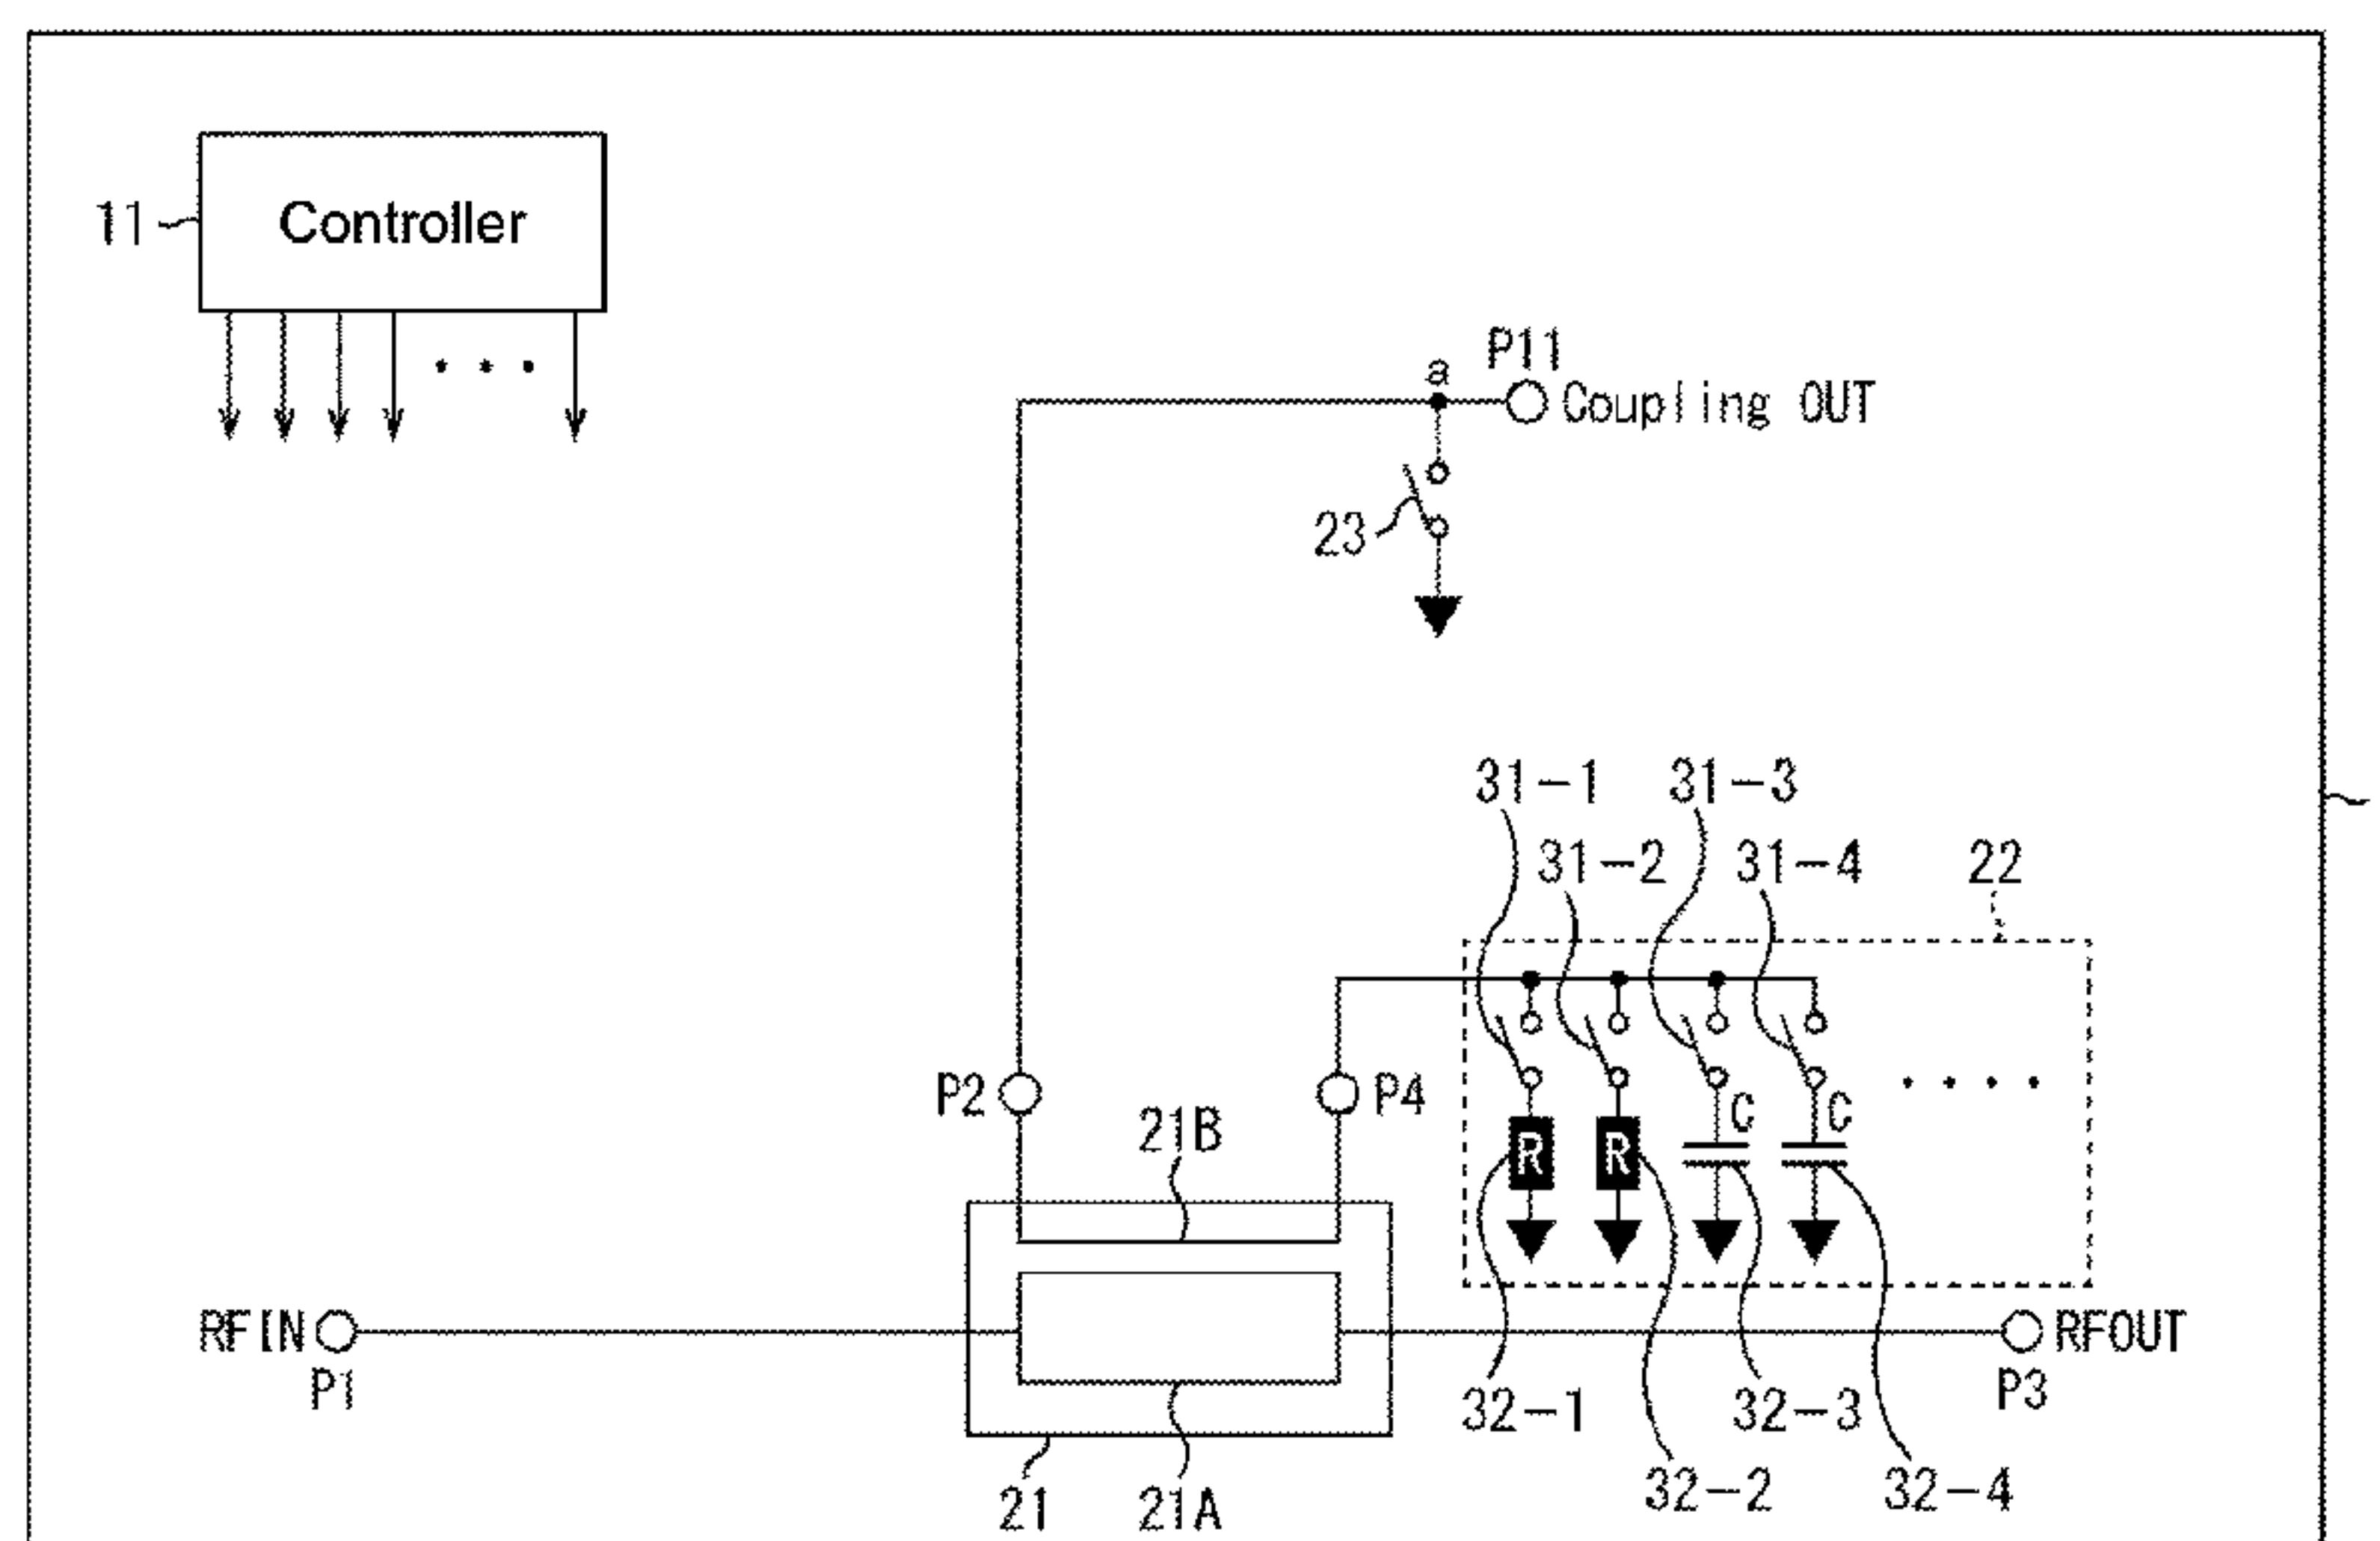 11
Controller
P11
a
Coupling OUT
23
31-1
31-3
31-2
31-4
22
P2
P4
21B
C
C
R
R
RFIN
P1
RFOUT
P3
32-1
32-3
32-2
32-4
21
21A